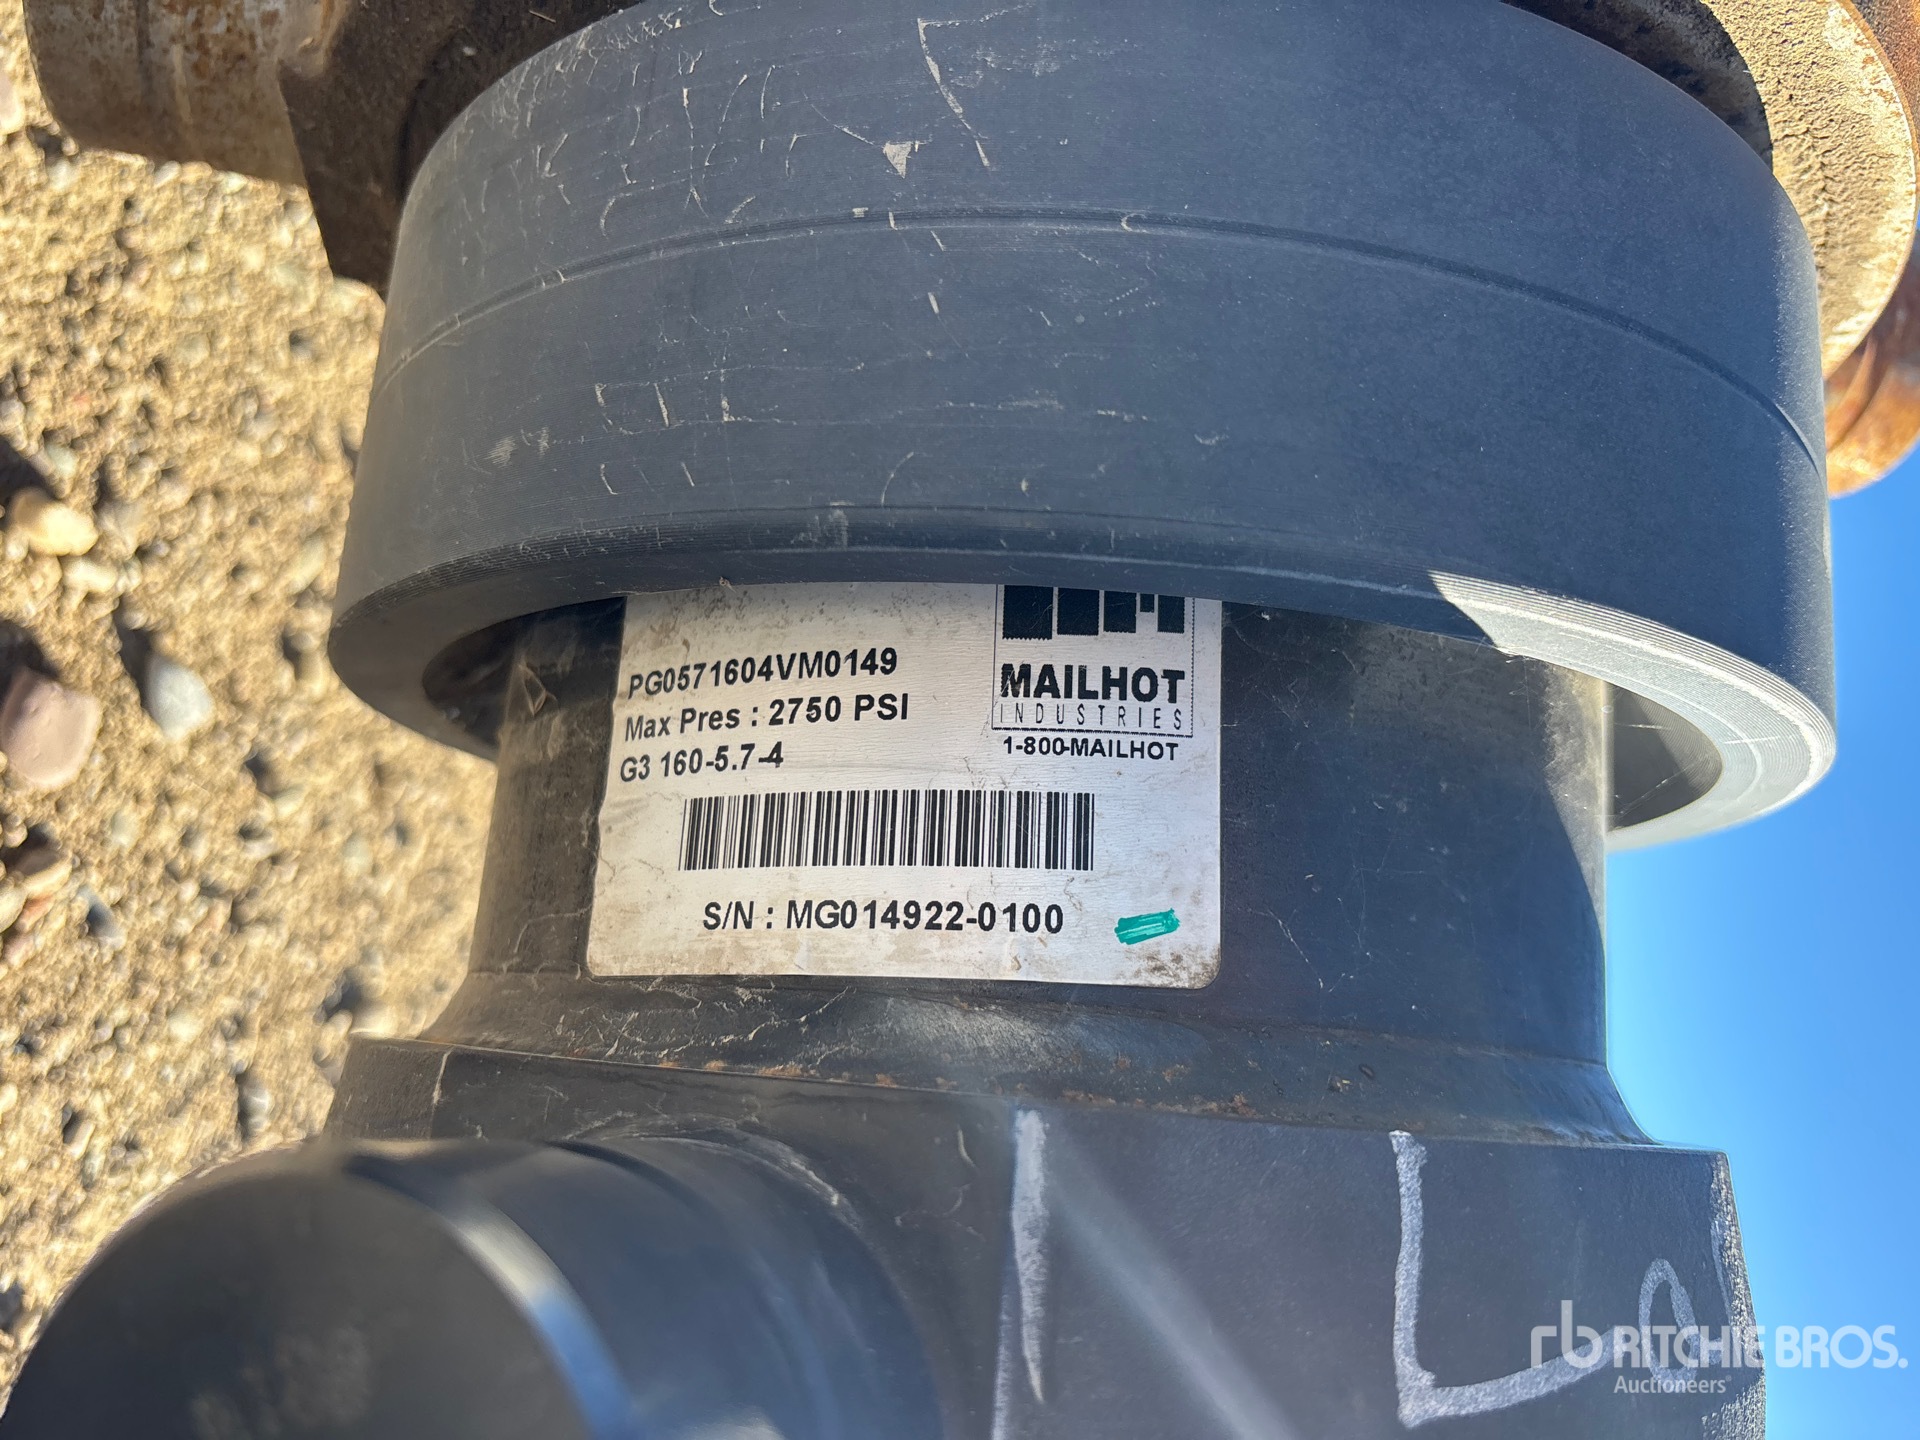 PG0571604VM0149
Max Pres : 2750 PSI
G3 160-5.7-4
MAILHOT
INDUSTRIES
1-800-MAILHOT
S/N : MG014922-0100
rb RITCHIE BROS.
Auctioneers